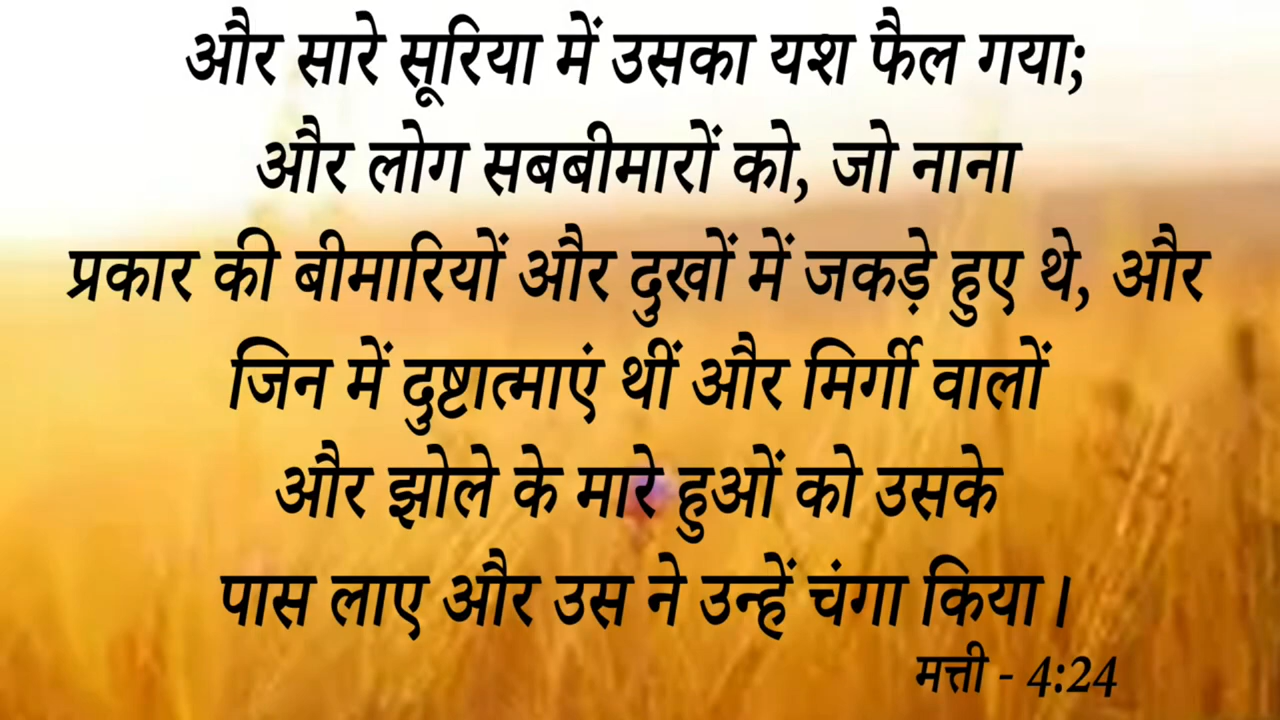 और सारे सूरिया में उसका यश फैल गया;
और लोग सबबीमारों को, जो नाना
प्रकार की बीमारियों और दुखों में जकड़े हुए थे, और
जिन में दुष्टात्माएं थीं और मिर्गी वालों
और झोले के मारे हुओं को उसके
पास लाए और उस ने उन्हें चंगा किया।
मत्ती - 4:24